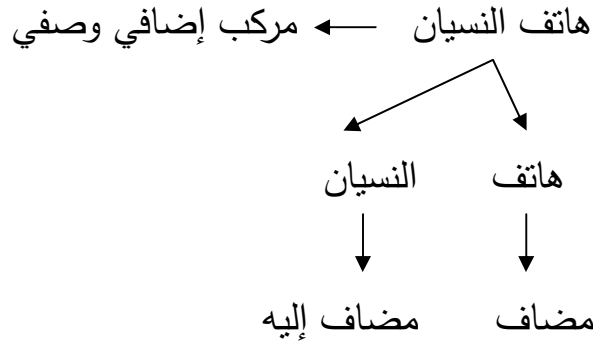 هاتف النسيان ← مركب إضافي وصفي
هاتف النسيان
مضاف مضاف إليه